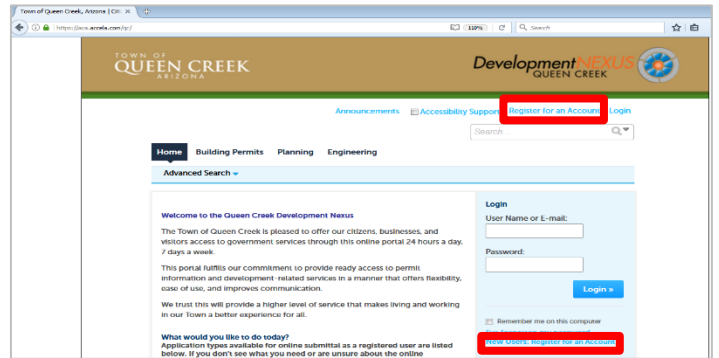 Town of Queen Creek, Arizona | Citi
https://aca.accela.com/qc/
110%
Search
TOWN OF
QUEEN CREEK
ARIZONA
DevelopmentNEXUS
QUEEN CREEK
Announcements Accessibility Support Register for an Account Login
Search...
Home Building Permits Planning Engineering
Advanced Search
Welcome to the Queen Creek Development Nexus
The Town of Queen Creek is pleased to offer our citizens, businesses, and
visitors access to government services through this online portal 24 hours a day,
7 days a week.
This portal fulfills our commitment to provide ready access to permit
information and development-related services in a manner that offers flexibility,
ease of use, and improves communication.
We trust this will provide a higher level of service that makes living and working
in our Town a better experience for all.
What would you like to do today?
Application types available for online submittal as a registered user are listed
below. If you don't see what you need or are unsure about the online
Login
User Name or E-mail:
Password:
Login »
Remember me on this computer
New Users: Register for an Account